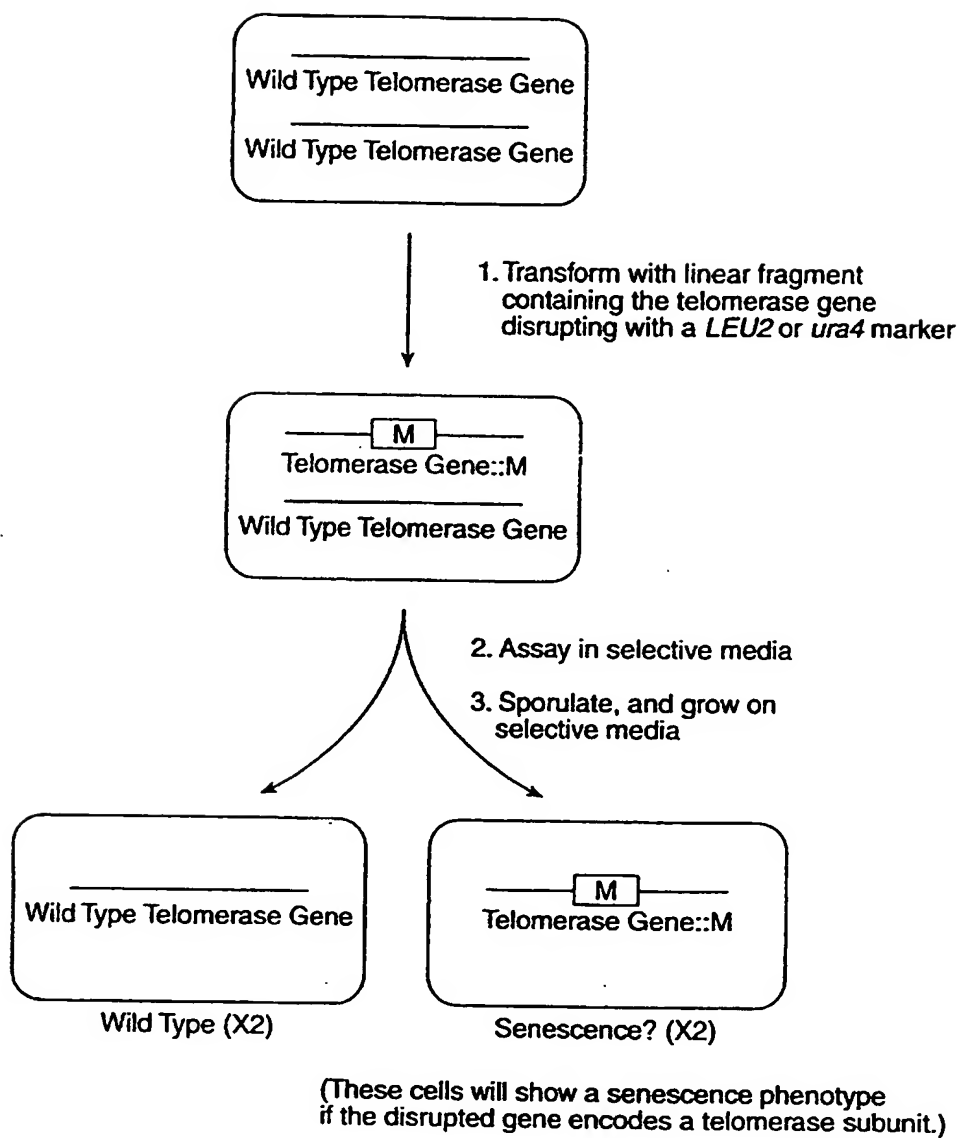 Wild Type Telomerase Gene
Wild Type Telomerase Gene
1. Transform with linear fragment
containing the telomerase gene
disrupting with a LEU2 or ura4 marker
M
Telomerase Gene::M
Wild Type Telomerase Gene
2. Assay in selective media
3. Sporulate, and grow on
selective media
Wild Type Telomerase Gene
Wild Type (X2)
M
Telomerase Gene::M
Senescence? (X2)
(These cells will show a senescence phenotype
if the disrupted gene encodes a telomerase subunit.)